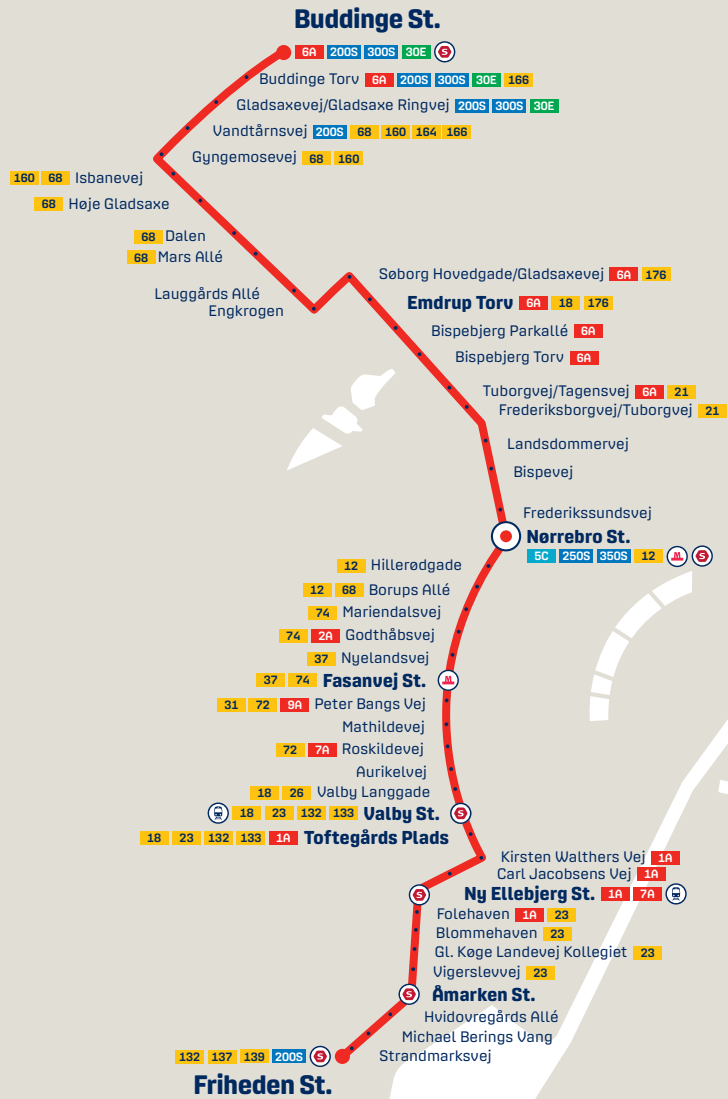 Buddinge St.
6A 200S 300S 30E S
Buddinge Torv 6A 200S 300S 30E 166
Gladsaxevej/Gladsaxe Ringvej 200S 300S 30E
Vandtårnsvej 200S 68 160 164 166
Gyngemosevej 68 160
160 68 Isbanevej
68 Høje Gladsaxe
68 Dalen
68 Mars Allé
Lauggårds Allé
Engkrogen
Søborg Hovedgade/Gladsaxevej 6A 176
Emdrup Torv 6A 18 176
Bispebjerg Parkallé 6A
Bispebjerg Torv 6A
Tuborgvej/Tagensvej 6A 21
Frederiksborgvej/Tuborgvej 21
Landsdommervej
Bispevej
Frederikssundsvej
Nørrebro St.
5C 250S 350S 12 M S
12 Hillerødgade
12 68 Borups Allé
74 Mariendalsvej
74 2A Godthåbsvej
37 Nyelandsvej
37 74 Fasanvej St. M
31 72 9A Peter Bangs Vej
Mathildevej
72 7A Roskildevej
Aurikelvej
18 26 Valby Langgade
18 23 132 133 Valby St. S
18 23 132 133 1A Toftegårds Plads
Kirsten Walthers Vej 1A
Carl Jacobsens Vej 1A
S Ny Ellebjerg St. 1A 7A
Folehaven 1A 23
Blommehaven 23
Gl. Køge Landevej Kollegiet 23
Vigerslevvej 23
S Åmarken St.
Hvidovregårds Allé
Michael Berings Vang
Strandmarksvej
132 137 139 200S S
Friheden St.